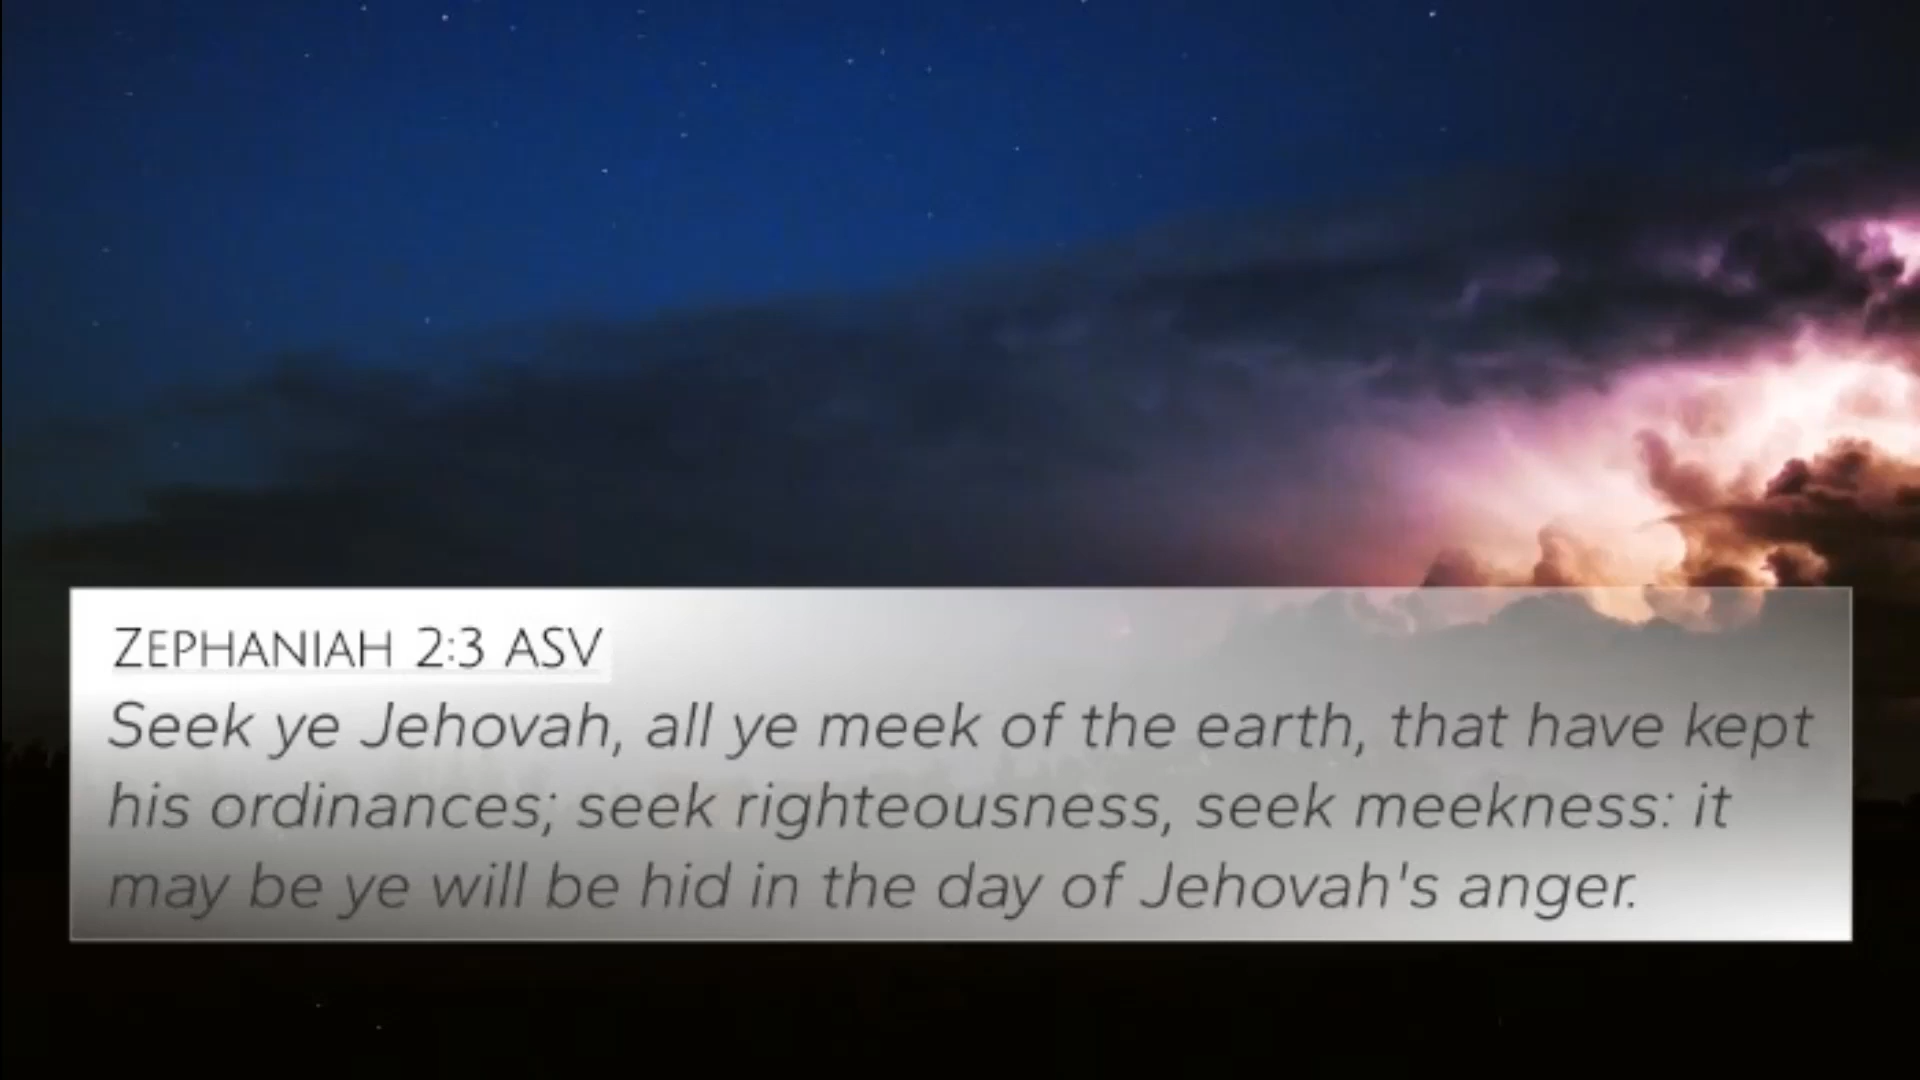 ZEPHANIAH 2:3 ASV
Seek ye Jehovah, all ye meek of the earth, that have kept
his ordinances; seek righteousness, seek meekness: it
may be ye will be hid in the day of Jehovah's anger.